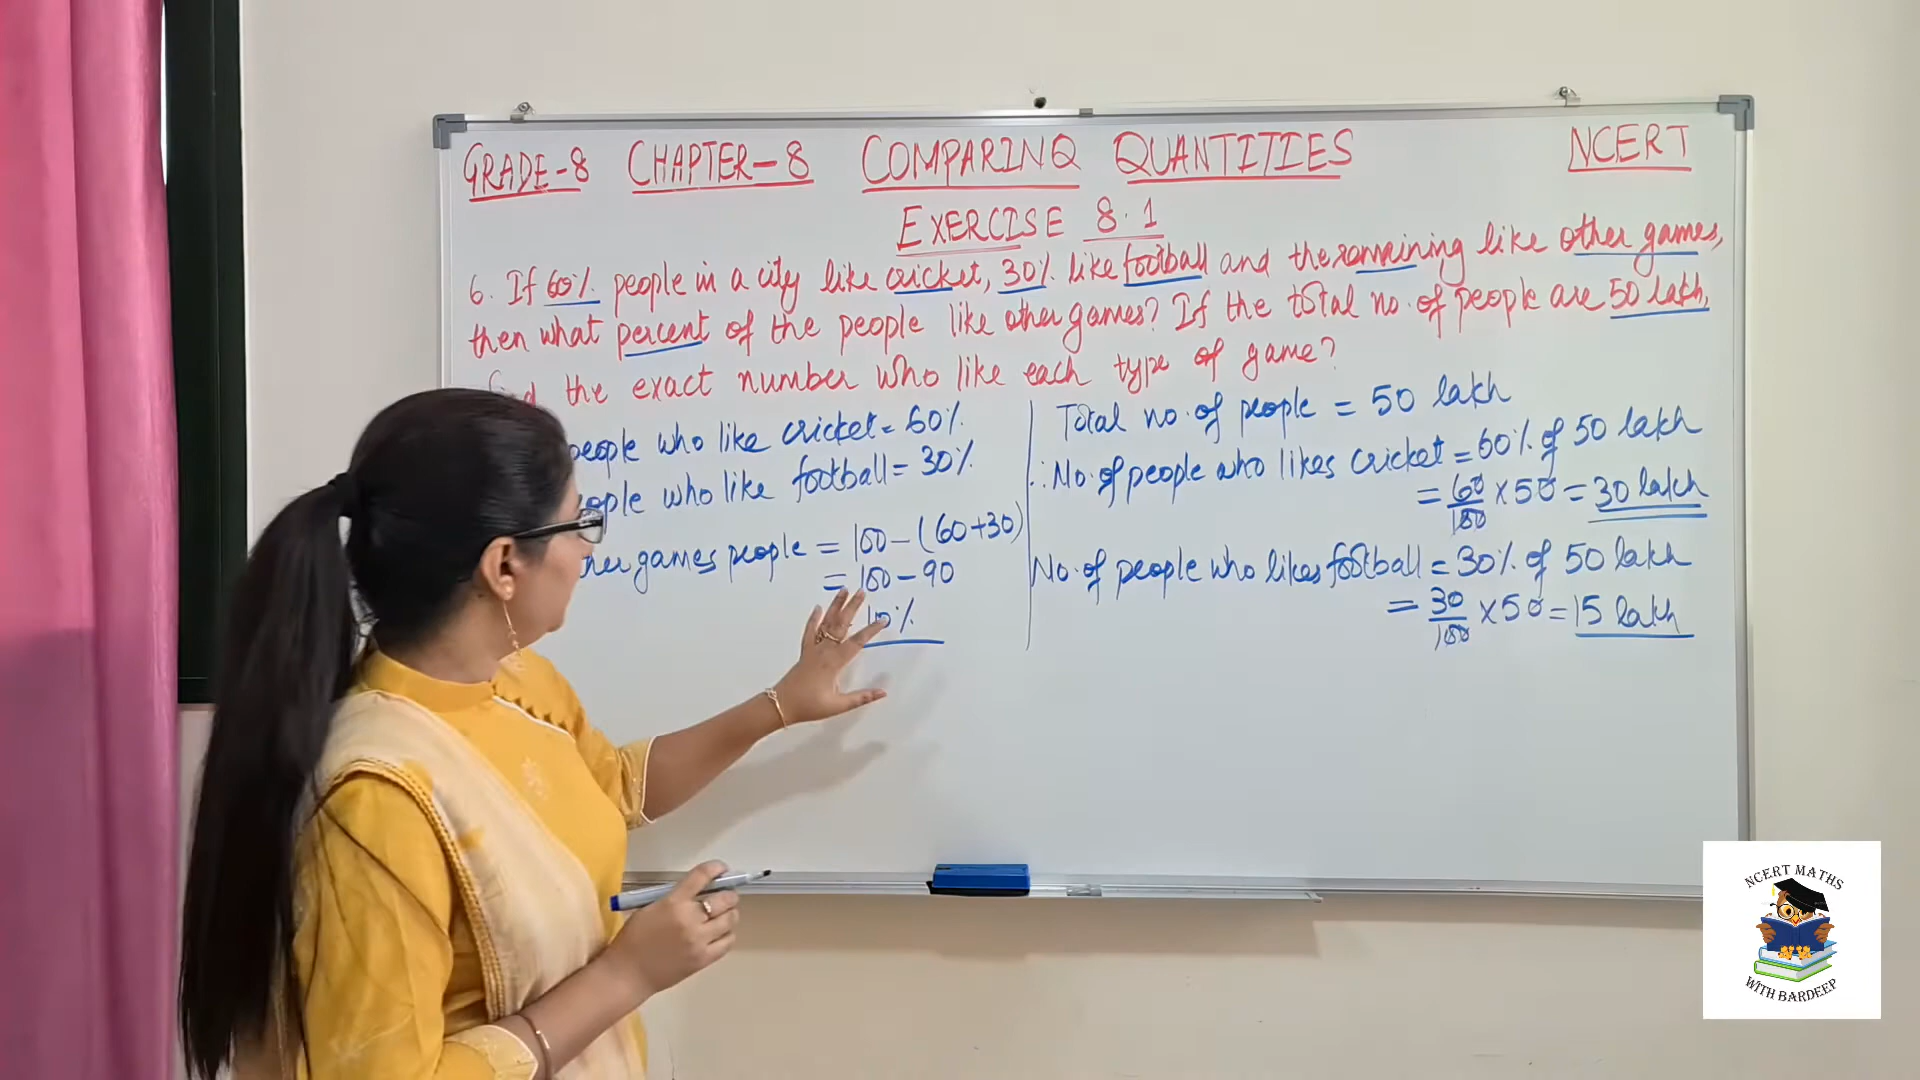 GRADE-8 CHAPTER-8 COMPARING QUANTITIES NCERT
EXERCISE 8.1
6. If 60% people in a city like cricket, 30% like football and the remaining like other games,
then what percent of the people like other games? If the total no. of people are 50 lakh,
the exact number who like each type of game?
people who like cricket = 60%
who like football = 30%
games people = 100-(60+30)
= 100-90
10%
Total no. of people = 50 lakh
∴ No. of people who likes cricket = 60% of 50 lakh
= 60/100 × 50 = 30 lakh
No. of people who likes football = 30% of 50 lakh
= 30/100 × 50 = 15 lakh
NCERT MATHS
WITH BARDEEP